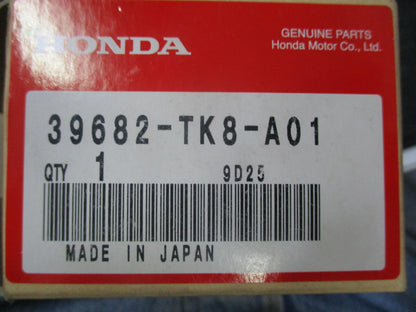 HONDA
GENUINE PARTS
Honda Motor Co., Ltd.
39682-TK8-A01
QTY 1 9D25
MADE IN JAPAN